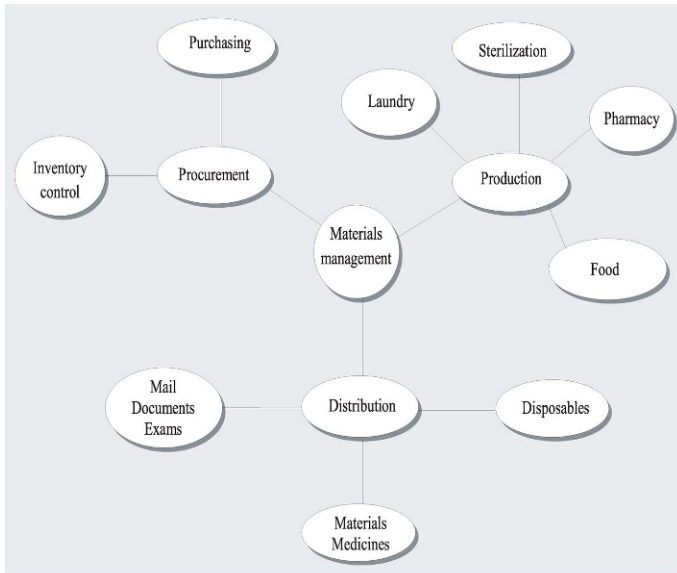 Purchasing
Sterilization
Laundry
Pharmacy
Inventory
control
Procurement
Production
Materials
management
Food
Mail
Documents
Exams
Distribution
Disposables
Materials
Medicines